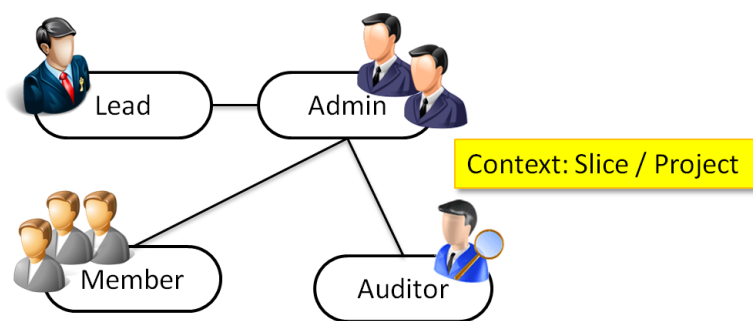 Lead
Admin
Context: Slice / Project
Member
Auditor